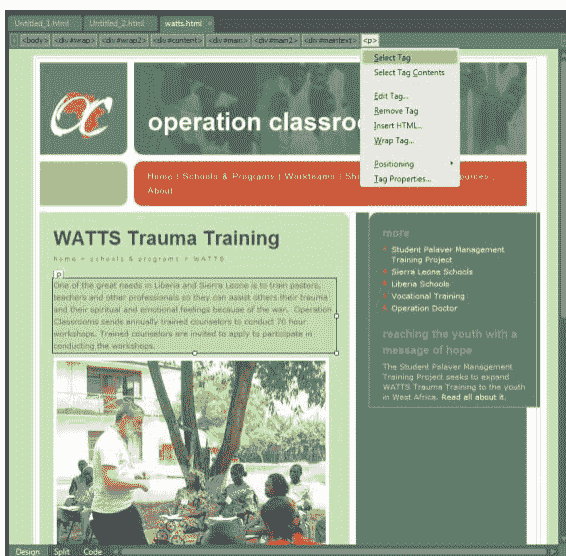 Untitled_1.html Untitled_2.html watts.html ×
<body> <div#wrap> <div#wrap2> <div#content> <div#main> <div#main2> <div#maintext> <p>
Select Tag
Select Tag Contents
Edit Tag...
Remove Tag
Insert HTML...
Wrap Tag...
Positioning
Tag Properties...
OC
operation classro
Home | Schools & Programs | Workteams | Sh
About
WATTS Trauma Training
home > schools & programs > WATTS
p
One of the great needs in Liberia and Sierra Leone is to train pastors,
teachers and other professionals so they can assist others their trauma
and their spiritual and emotional feelings because of the war. Operation
Classrooms sends annually trained counselors to conduct 76 hour
workshops. Trained counselors are invited to apply to participate in
conducting the workshops.
more
Student Palaver Management
Training Project
Sierra Leone Schools
Liberia Schools
Vocational Training
Operation Doctor
reaching the youth with a
message of hope
The Student Palaver Management
Training Project seeks to expand
WATTS Trauma Training to the youth
in West Africa. Read all about it.
Design Split Code